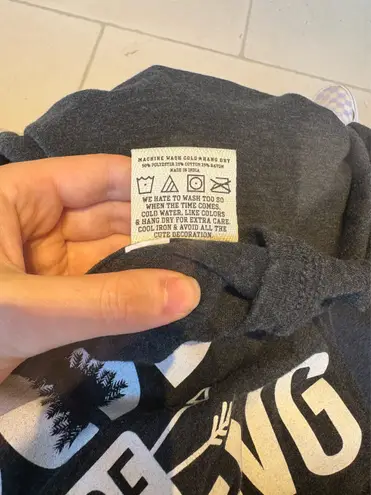 MACHINE WASH COLD • HANG DRY
50% POLYESTER 25% COTTON 25% RAYON
MADE IN INDIA
WE HATE TO WASH TOO SO
WHEN THE TIME COMES,
COLD WATER, LIKE COLORS
& HANG DRY FOR EXTRA CARE.
COOL IRON & AVOID ALL THE
CUTE DECORATION.